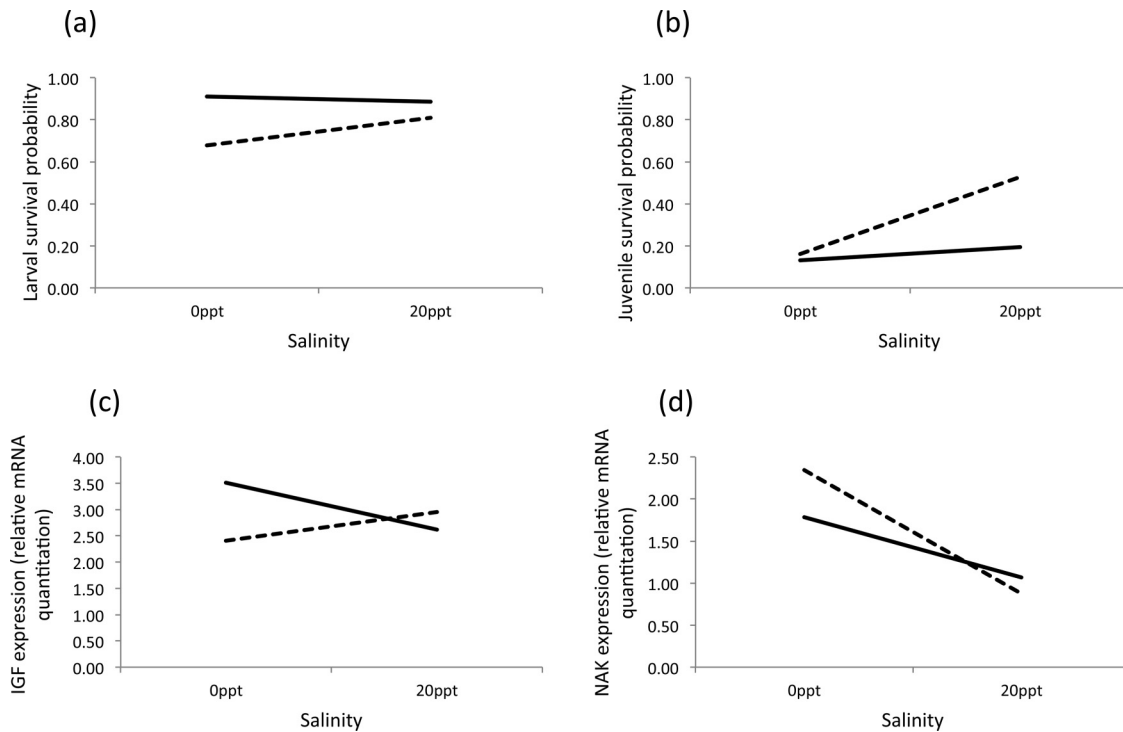 (a)
Larval survival probability
1.00
0.80
0.60
0.40
0.20
0.00
0ppt
20ppt
Salinity
(b)
Juvenile survival probability
1.00
0.80
0.60
0.40
0.20
0.00
0ppt
20ppt
Salinity
(c)
IGF expression (relative mRNA
quantitation)
4.00
3.50
3.00
2.50
2.00
1.50
1.00
0.50
0.00
0ppt
20ppt
Salinity
(d)
NAK expression (relative mRNA
quantitation)
2.50
2.00
1.50
1.00
0.50
0.00
0ppt
20ppt
Salinity